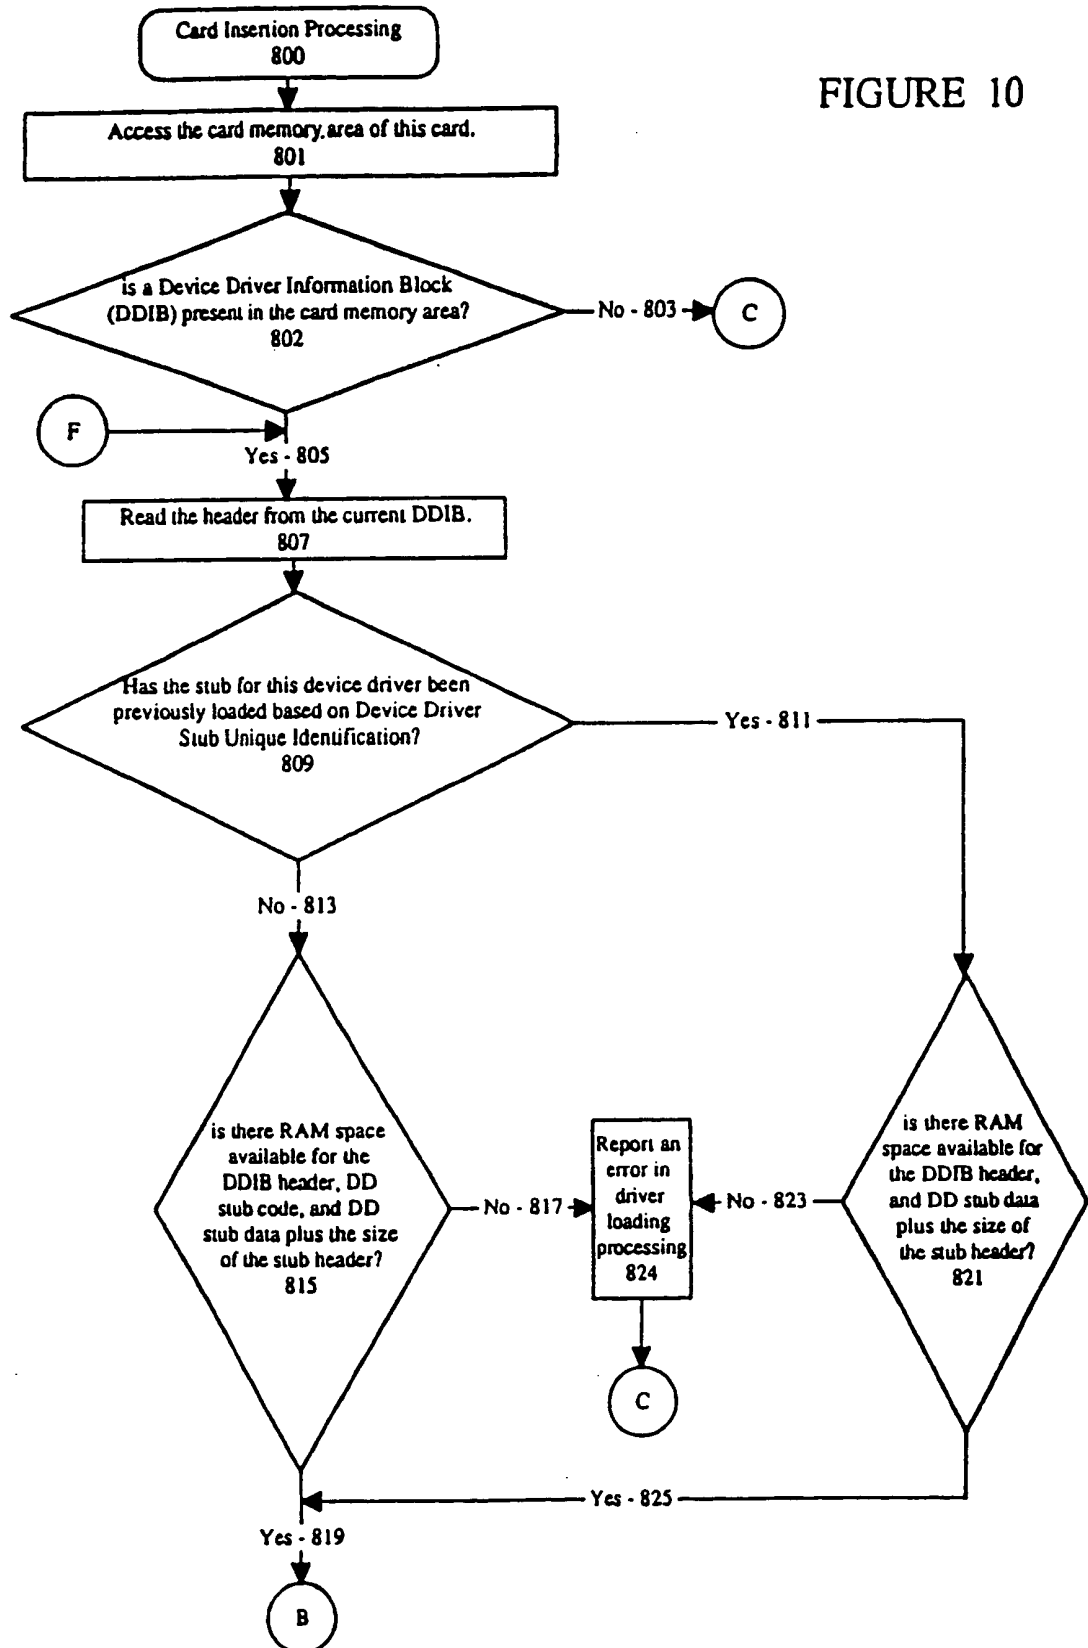 Card Insertion Processing
800
FIGURE 10
Access the card memory area of this card.
801
is a Device Driver Information Block
(DDIB) present in the card memory area?
802
No - 803
C
F
Yes - 805
Read the header from the current DDIB.
807
Has the stub for this device driver been
previously loaded based on Device Driver
Stub Unique Identification?
809
Yes - 811
No - 813
is there RAM space
available for the
DDIB header, DD
stub code, and DD
stub data plus the size
of the stub header?
815
No - 817
Report an
error in
driver
loading
processing
824
No - 823
is there RAM
space available for
the DDIB header,
and DD stub data
plus the size of
the stub header?
821
C
Yes - 825
Yes - 819
B